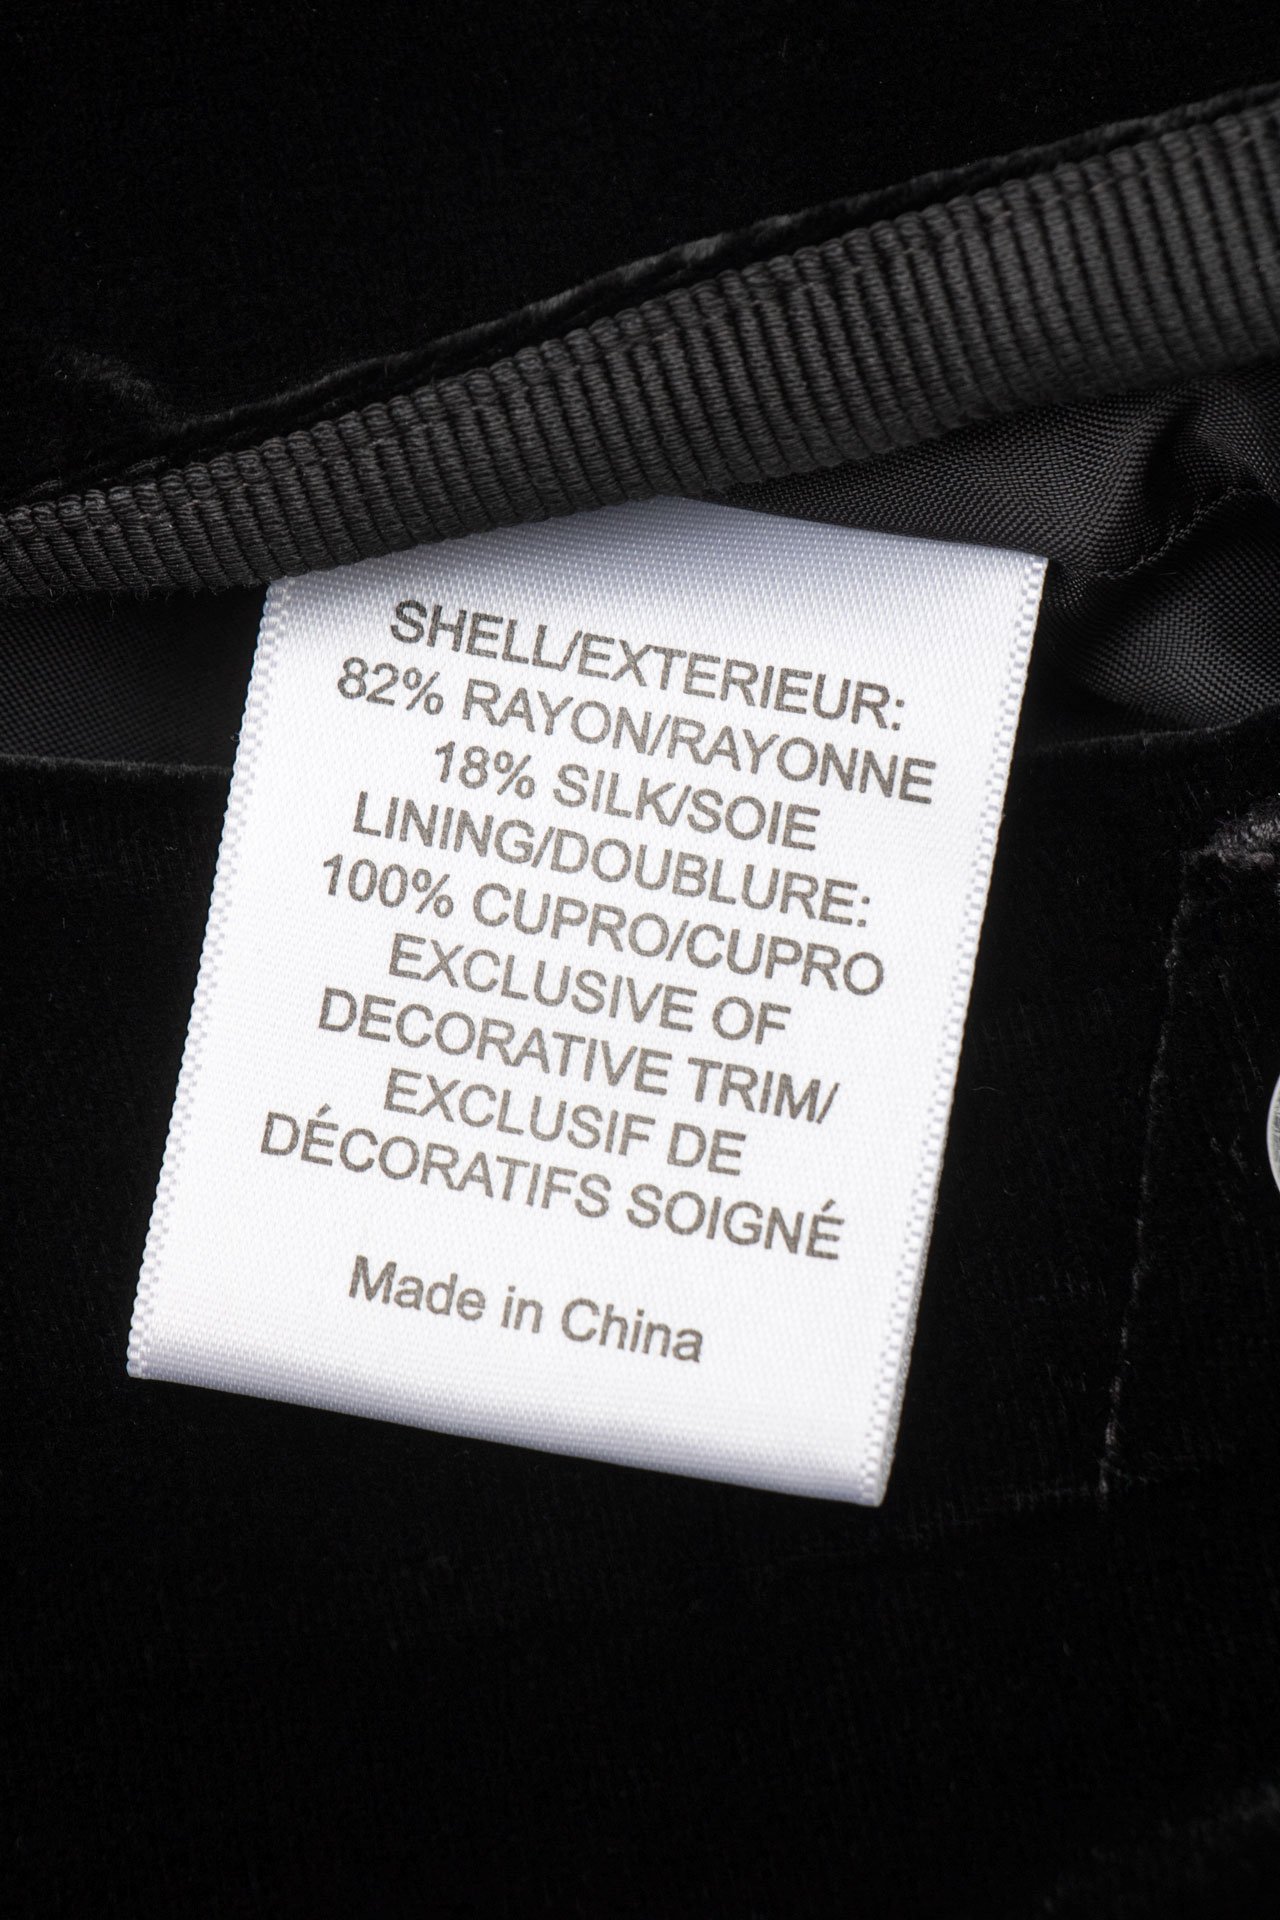 SHELL/EXTERIEUR:
82% RAYON/RAYONNE
18% SILK/SOIE
LINING/DOUBLURE:
100% CUPRO/CUPRO
EXCLUSIVE OF
DECORATIVE TRIM/
EXCLUSIF DE
DÉCORATIFS SOIGNÉ
Made in China